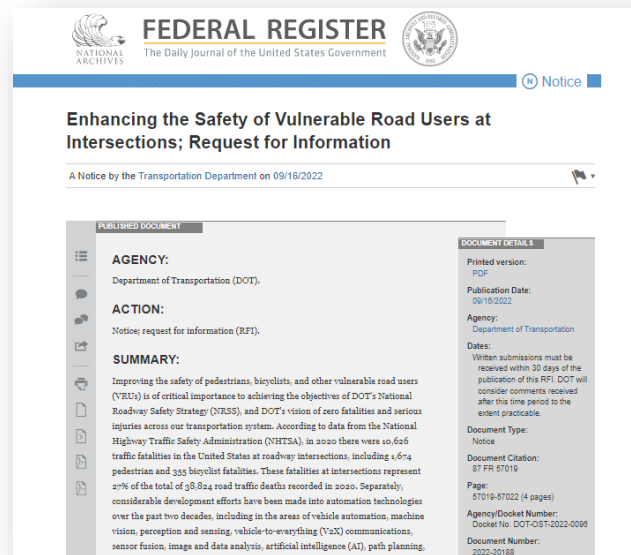 NATIONAL
ARCHIVES
FEDERAL REGISTER
The Daily Journal of the United States Government
N Notice
Enhancing the Safety of Vulnerable Road Users at
Intersections; Request for Information
A Notice by the Transportation Department on 09/16/2022
PUBLISHED DOCUMENT
AGENCY:
Department of Transportation (DOT).
ACTION:
Notice; request for information (RFI).
SUMMARY:
Improving the safety of pedestrians, bicyclists, and other vulnerable road users
(VRUs) is of critical importance to achieving the objectives of DOT's National
Roadway Safety Strategy (NRSS), and DOT's vision of zero fatalities and serious
injuries across our transportation system. According to data from the National
Highway Traffic Safety Administration (NHTSA), in 2020 there were 10,626
traffic fatalities in the United States at roadway intersections, including 1,674
pedestrian and 355 bicyclist fatalities. These fatalities at intersections represent
27% of the total of 38,824 road traffic deaths recorded in 2020. Separately,
considerable development efforts have been made into automation technologies
over the past two decades, including in the areas of vehicle automation, machine
vision, perception and sensing, vehicle-to-everything (V2X) communications,
sensor fusion, image and data analysis, artificial intelligence (AI), path planning,
DOCUMENT DETAILS
Printed version:
PDF
Publication Date:
09/16/2022
Agency:
Department of Transportation
Dates:
Written submissions must be
received within 30 days of the
publication of this RFI. DOT will
consider comments received
after this time period to the
extent practicable.
Document Type:
Notice
Document Citation:
87 FR 57019
Page:
57019-57022 (4 pages)
Agency/Docket Number:
Docket No. DOT-OST-2022-0096
Document Number:
2022-20188